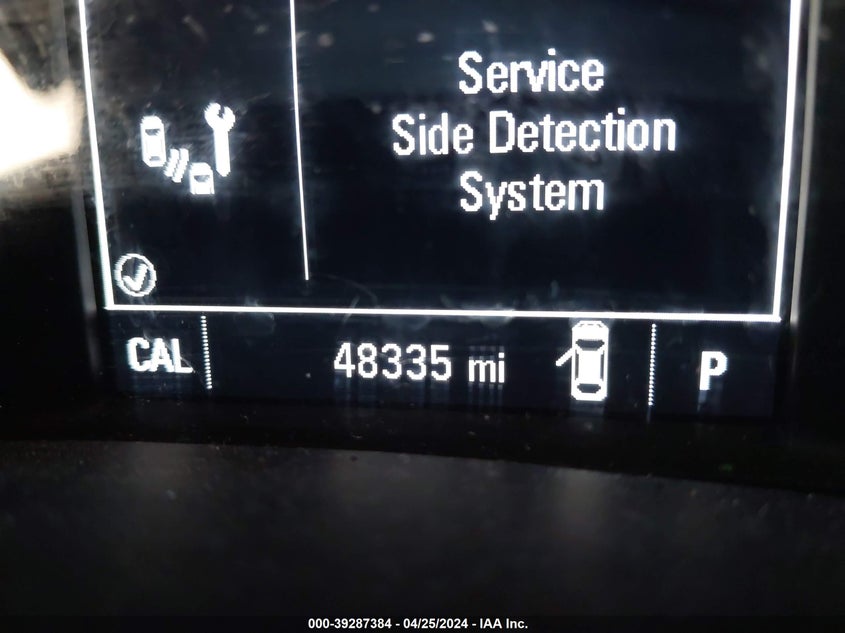 Service
Side Detection
System
CAL 48335 mi P
000-39287384 - 04/25/2024 - IAA Inc.